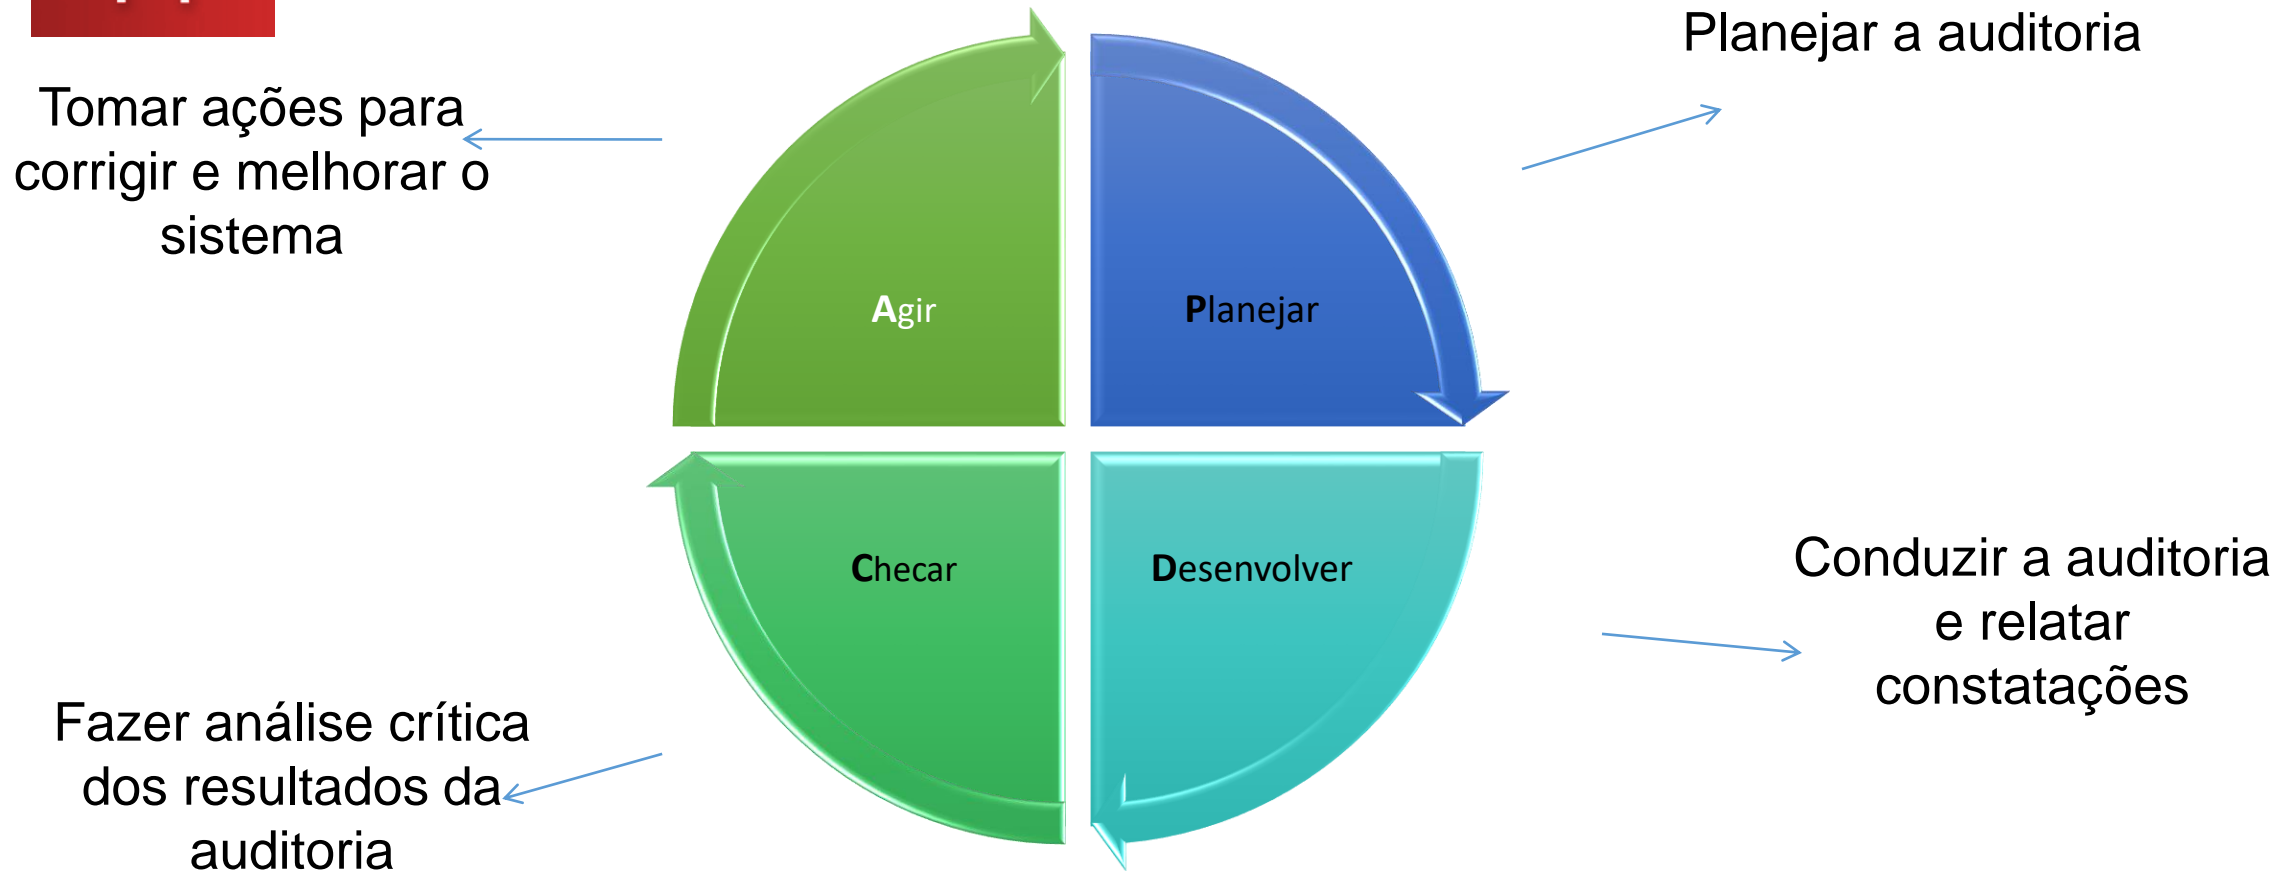 Planejar a auditoria
Tomar ações para
corrigir e melhorar o
sistema
Agir
Planejar
Checar
Desenvolver
Conduzir a auditoria
e relatar
constatações
Fazer análise crítica
dos resultados da
auditoria